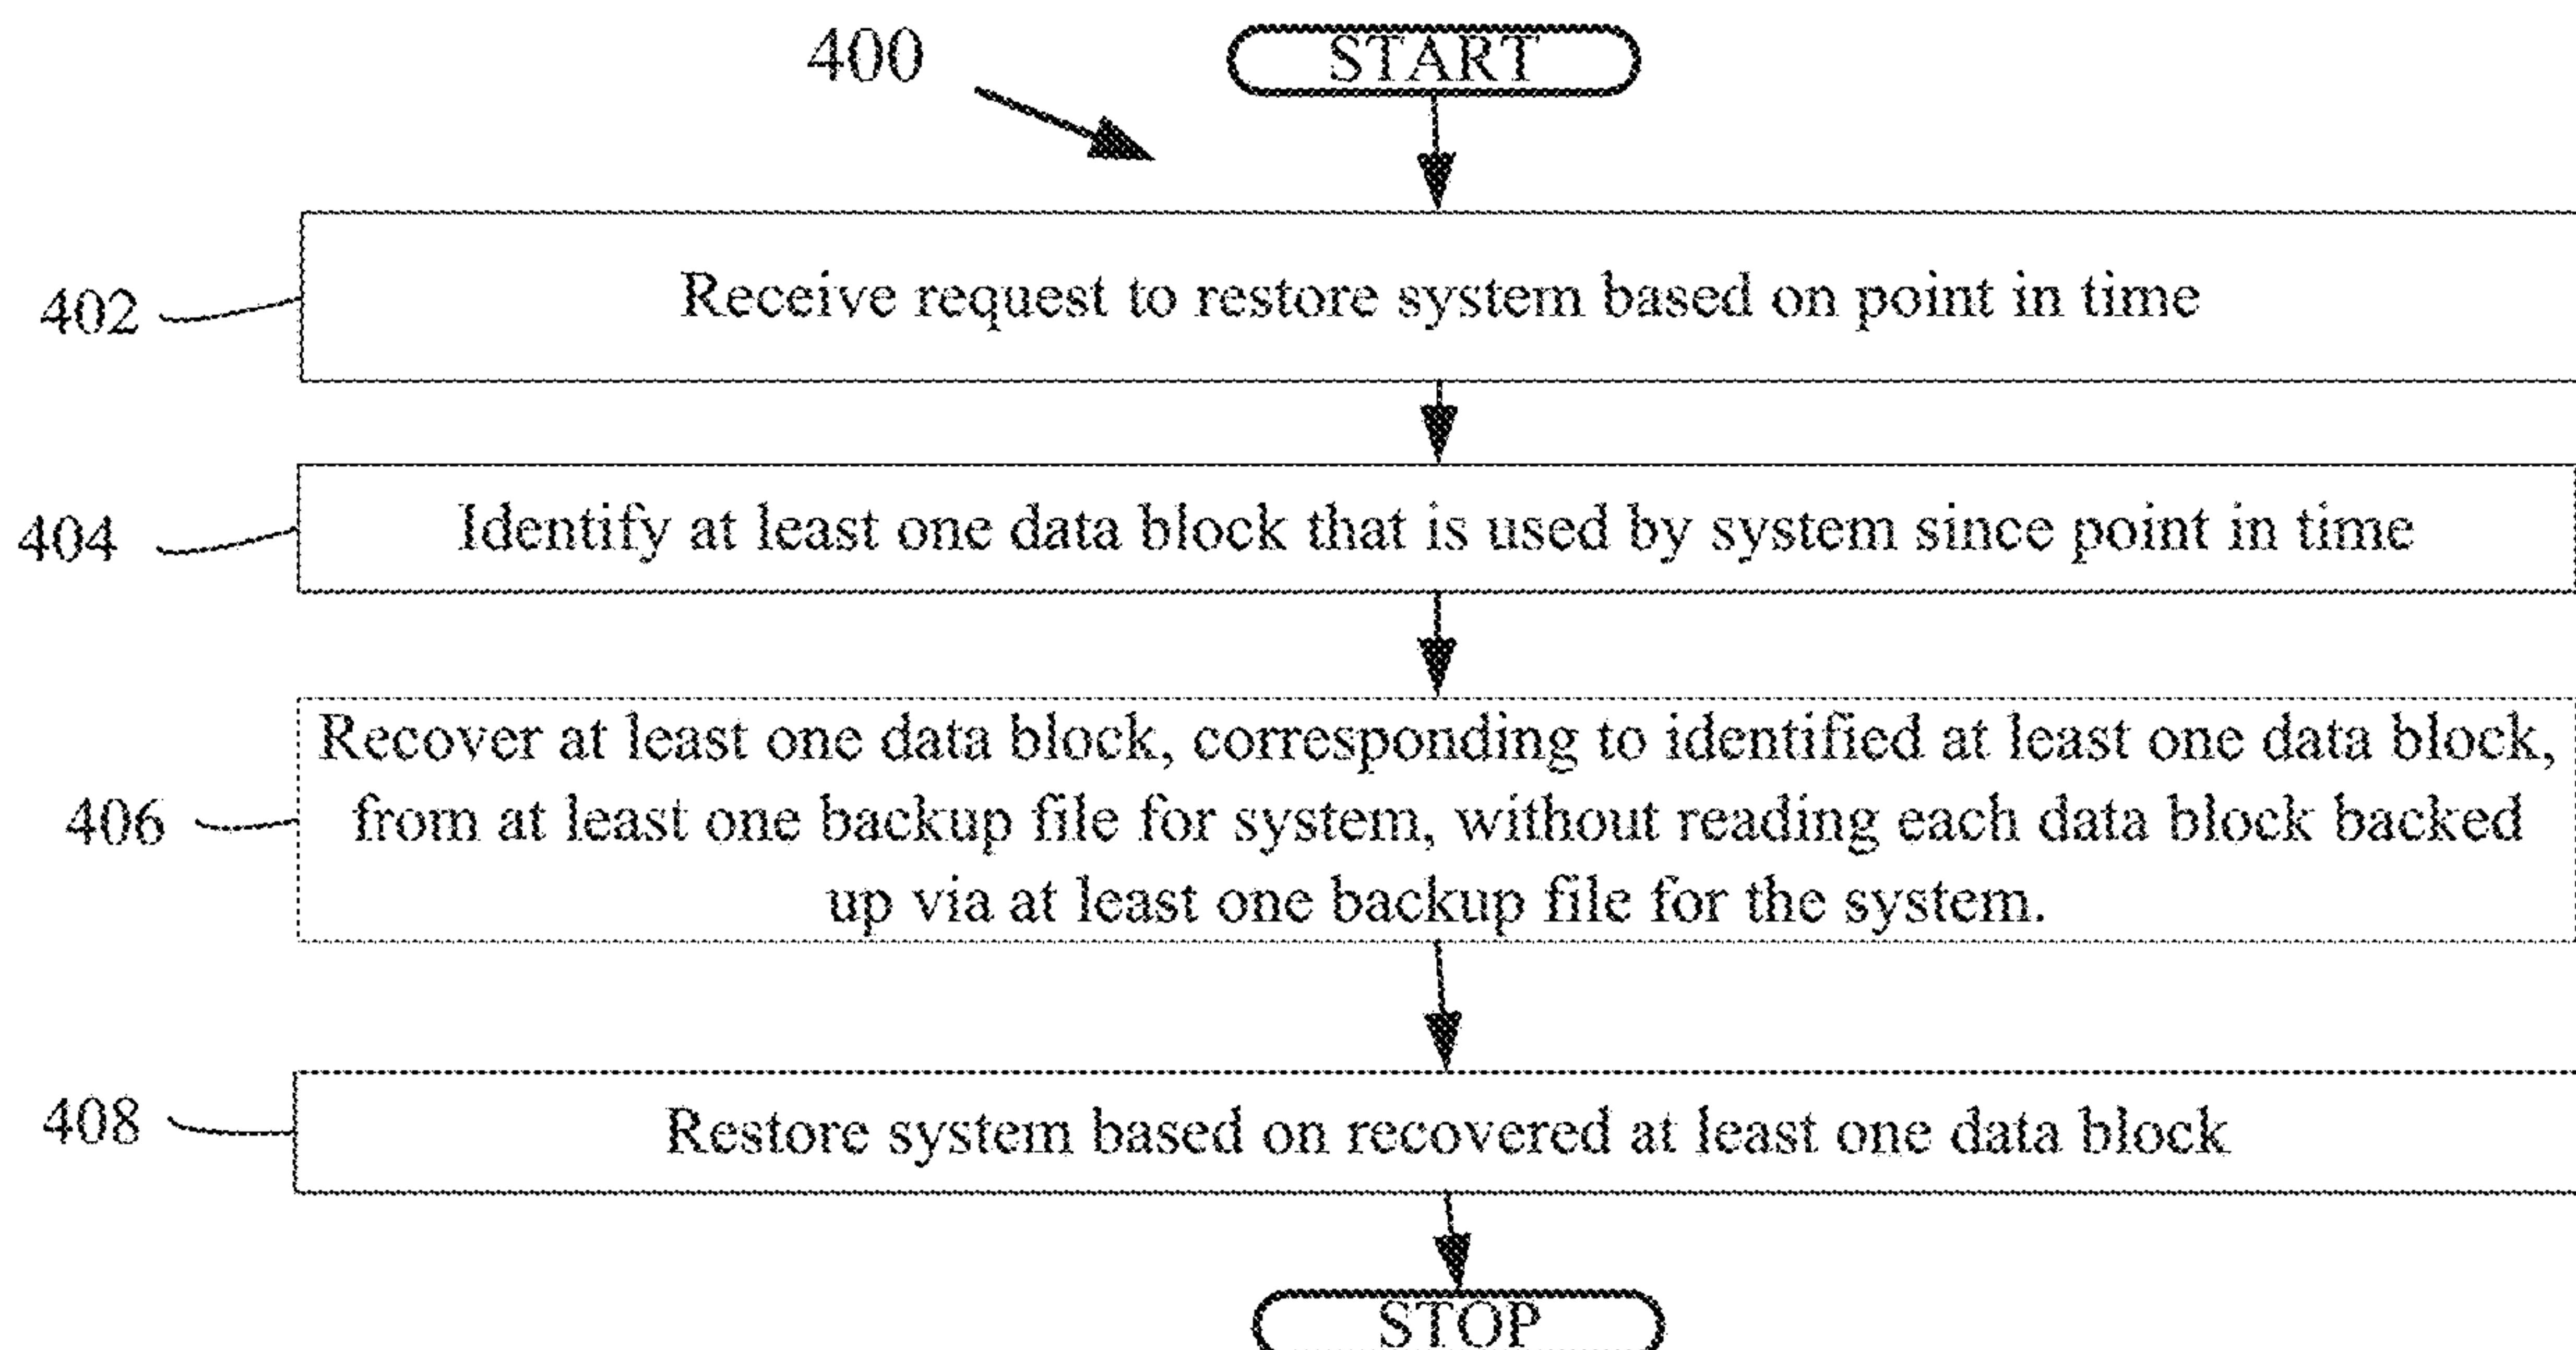 400
START
402
Receive request to restore system based on point in time
404
Identify at least one data block that is used by system since point in time
406
Recover at least one data block, corresponding to identified at least one data block,
from at least one backup file for system, without reading each data block backed
up via at least one backup file for the system.
408
Restore system based on recovered at least one data block
STOP